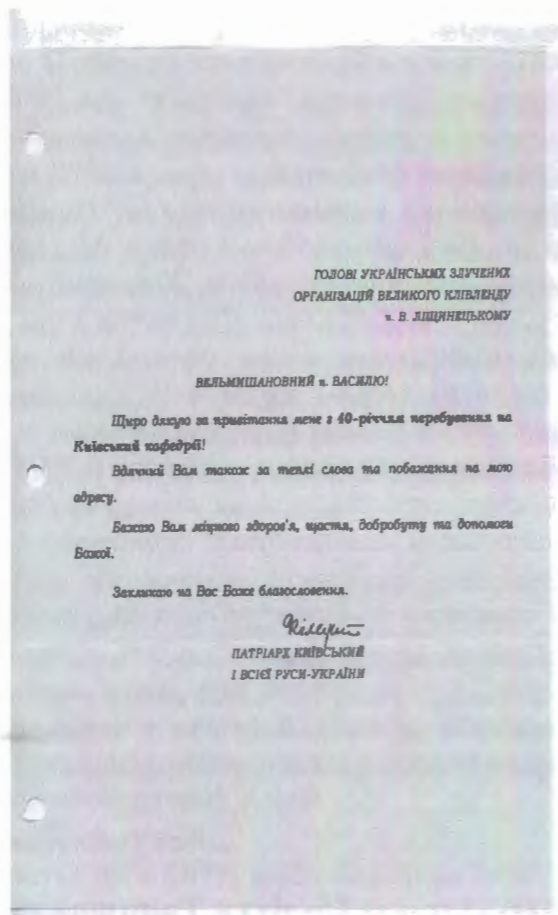 ГОЛОВІ УКРАЇНСЬКИХ ЗЛУЧЕНИХ
ОРГАНІЗАЦІЙ ВЕЛИКОГО КЛІВЛЕНДУ
п. В. ЛІЩИНЕЦЬКОМУ
ВЕЛЬМИШАНОВНИЙ п. ВАСИЛЮ!
Щиро дякую за привітання мене з 40-річчям перебування на
Київській кафедрі!
Вдячний Вам також за теплі слова та побажання на мою
адресу.
Бажаю Вам міцного здоров'я, щастя, добробуту та допомоги
Божої.
Закликаю на Вас Боже благословення.
Філарет
ПАТРІАРХ КИЇВСЬКИЙ
І ВСІЄЇ РУСИ-УКРАЇНИ